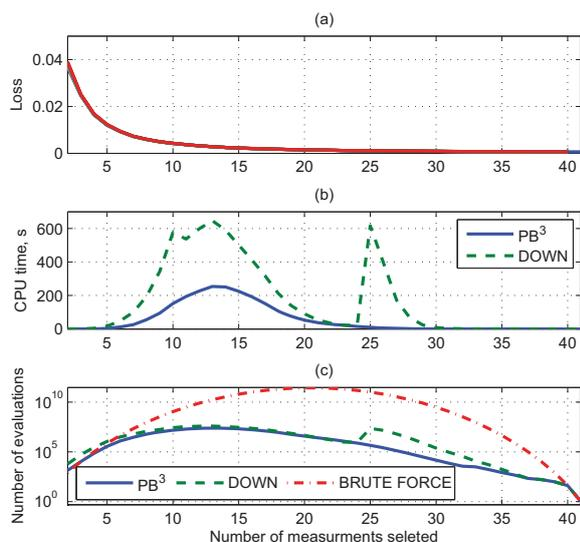 (a)
Loss
0.04
0.02
0
5 10 15 20 25 30 35 40
(b)
CPU time, s
600
400
200
0
PB³
DOWN
5 10 15 20 25 30 35 40
(c)
Number of evaluations
10¹⁰
10⁵
10⁰
PB³ DOWN BRUTE FORCE
5 10 15 20 25 30 35 40
Number of measurments seleted